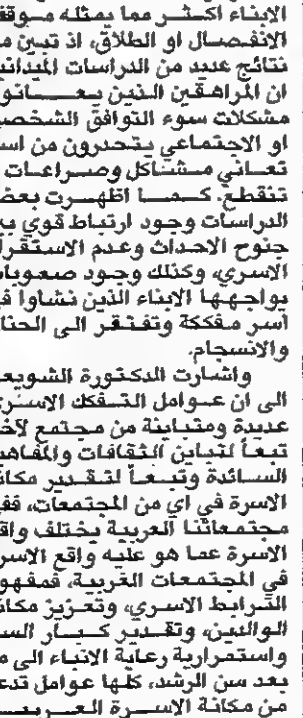 الابناء اكثر مما يمثله موقف
الانفصال او الطلاق، اذ تبين من
نتائج عديد من الدراسات الميدانية
ان المراهقين الذين يعانون
مشكلات سوء التوافق الشخصي
او الاجتماعي يتحدرون من اسر
تعاني مشاكل وصراعات لا
تنقطع. كما اظهرت بعض
الدراسات وجود ارتباط قوي بين
جنوح الاحداث وعدم الاستقرار
الاسري، وكذلك وجود صعوبات
يواجهها الابناء الذين نشاوا في
اسر مفككة وتفتقر الى الحنان
والانسجام.
واشارت الدكتورة الشويعر
الى ان عوامل التفكك الاسري
عديدة ومتباينة من مجتمع لآخر
تبعاً لتباين الثقافات والمفاهيم
السائدة وتبعاً لتقدير مكانة
الاسرة في اي من المجتمعات، ففي
مجتمعاتنا العربية يختلف واقع
الاسرة عما هو عليه واقع الاسرة
في المجتمعات الغربية، فمفهوم
الترابط الاسري، وتعزيز مكانة
الوالدين، وتقدير كبار السن
واستمرارية رعاية الابناء الى ما
بعد سن الرشد، كلها عوامل تدعم
من مكانة الاسرة العربية